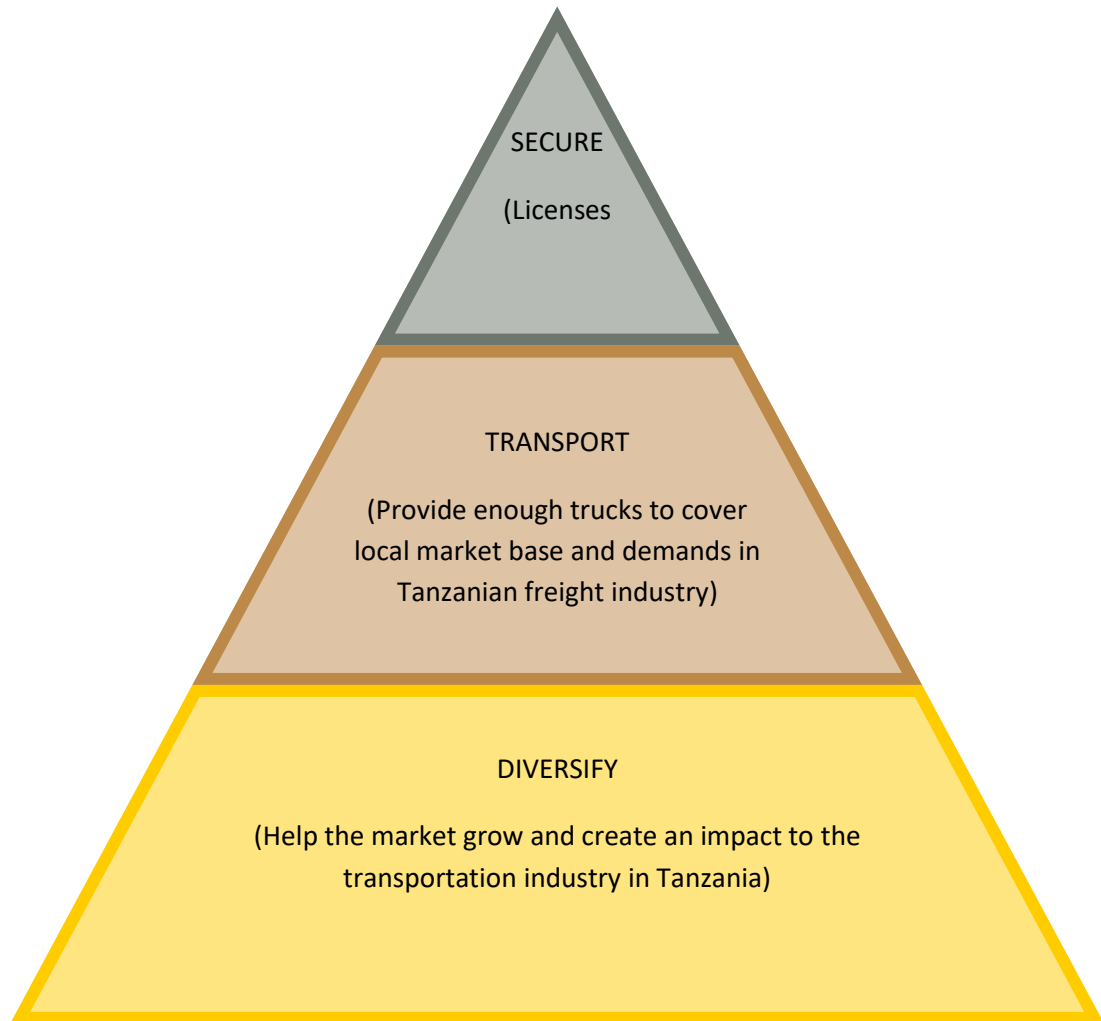 SECURE
(Licenses
TRANSPORT
(Provide enough trucks to cover
local market base and demands in
Tanzanian freight industry)
DIVERSIFY
(Help the market grow and create an impact to the
transportation industry in Tanzania)